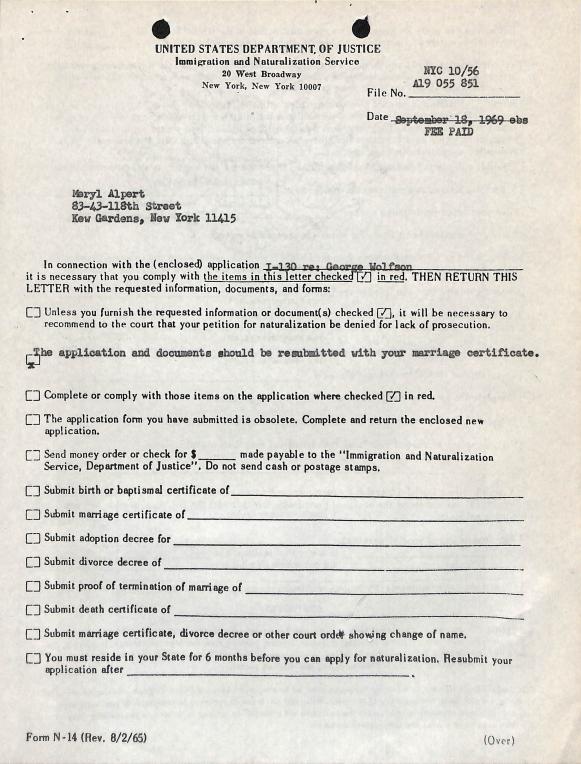 UNITED STATES DEPARTMENT OF JUSTICE
Immigration and Naturalization Service
20 West Broadway
New York, New York 10007
NYC 10/56
A19 055 851
File No.
Date September 18, 1969 ebs
FEE PAID
Meryl Alpert
83-43-118th Street
Kew Gardens, New York 11415
In connection with the (enclosed) application I-130 re: George Wolfson
it is necessary that you comply with the items in this letter checked ☑ in red. THEN RETURN THIS
LETTER with the requested information, documents, and forms:
Unless you furnish the requested information or document(s) checked ☑, it will be necessary to
recommend to the court that your petition for naturalization be denied for lack of prosecution.
The application and documents should be resubmitted with your marriage certificate.
x
Complete or comply with those items on the application where checked ☑ in red.
The application form you have submitted is obsolete. Complete and return the enclosed new
application.
Send money order or check for $ made payable to the "Immigration and Naturalization
Service, Department of Justice". Do not send cash or postage stamps.
Submit birth or baptismal certificate of
Submit marriage certificate of
Submit adoption decree for
Submit divorce decree of
Submit proof of termination of marriage of
Submit death certificate of
Submit marriage certificate, divorce decree or other court order showing change of name.
You must reside in your State for 6 months before you can apply for naturalization. Resubmit your
application after .
Form N-14 (Rev. 8/2/65)
(Over)